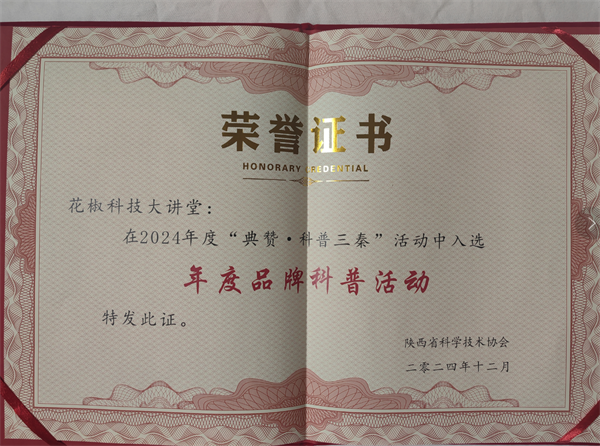 荣誉证书
HONORARY CREDENTIAL
花椒科技大讲堂：
在2024年度“典赞·科普三秦”活动中入选
年度品牌科普活动
特发此证。
陕西省科学技术协会
二〇二四年十二月